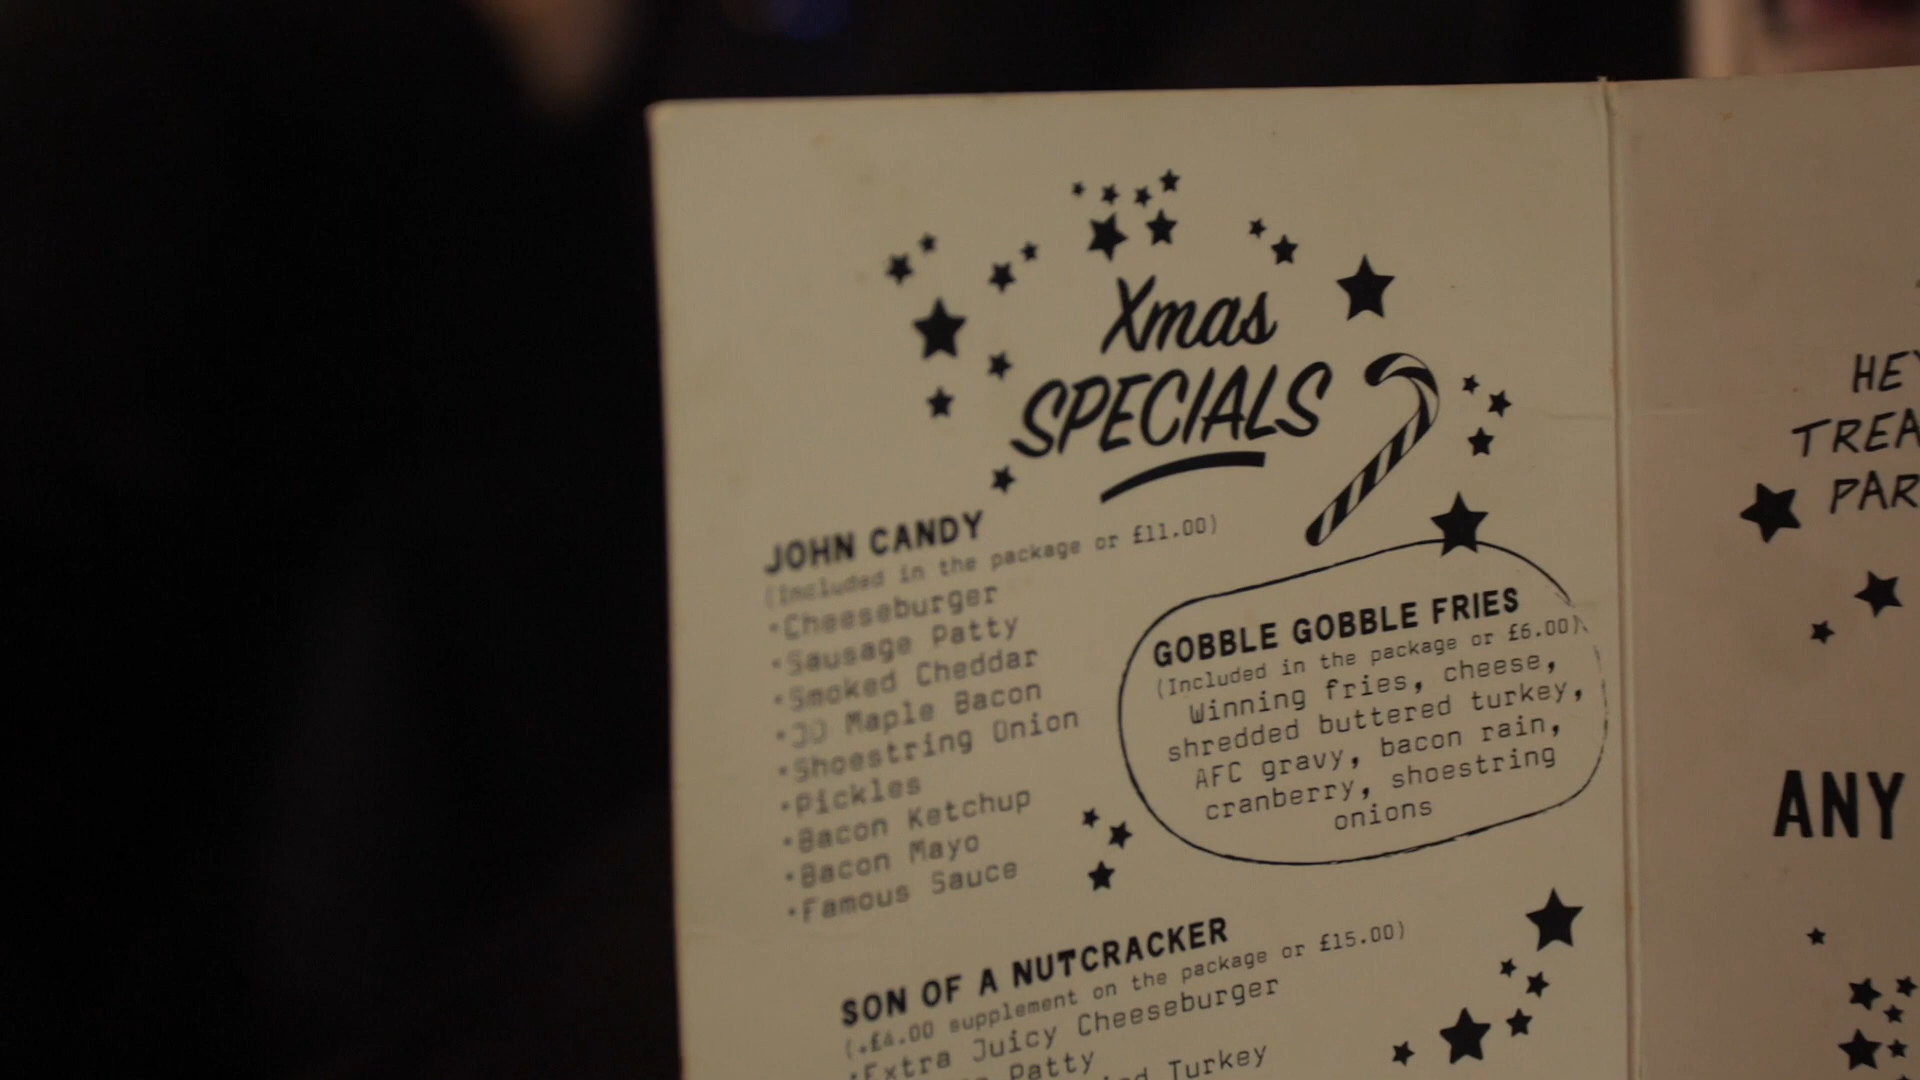 Xmas
SPECIALS
JOHN CANDY
(Included in the package or £11.00)
•Cheeseburger
•Sausage Patty
•Smoked Cheddar
•JD Maple Bacon
•Shoestring Onion
•Pickles
•Bacon Ketchup
•Bacon Mayo
•Famous Sauce
GOBBLE GOBBLE FRIES
(Included in the package or £6.00)
Winning fries, cheese,
shredded buttered turkey,
AFC gravy, bacon rain,
cranberry, shoestring
onions
SON OF A NUTCRACKER
(+£4.00 supplement on the package or £15.00)
•Extra Juicy Cheeseburger
Patty
Turkey
HEY
TREA
PAR
ANY